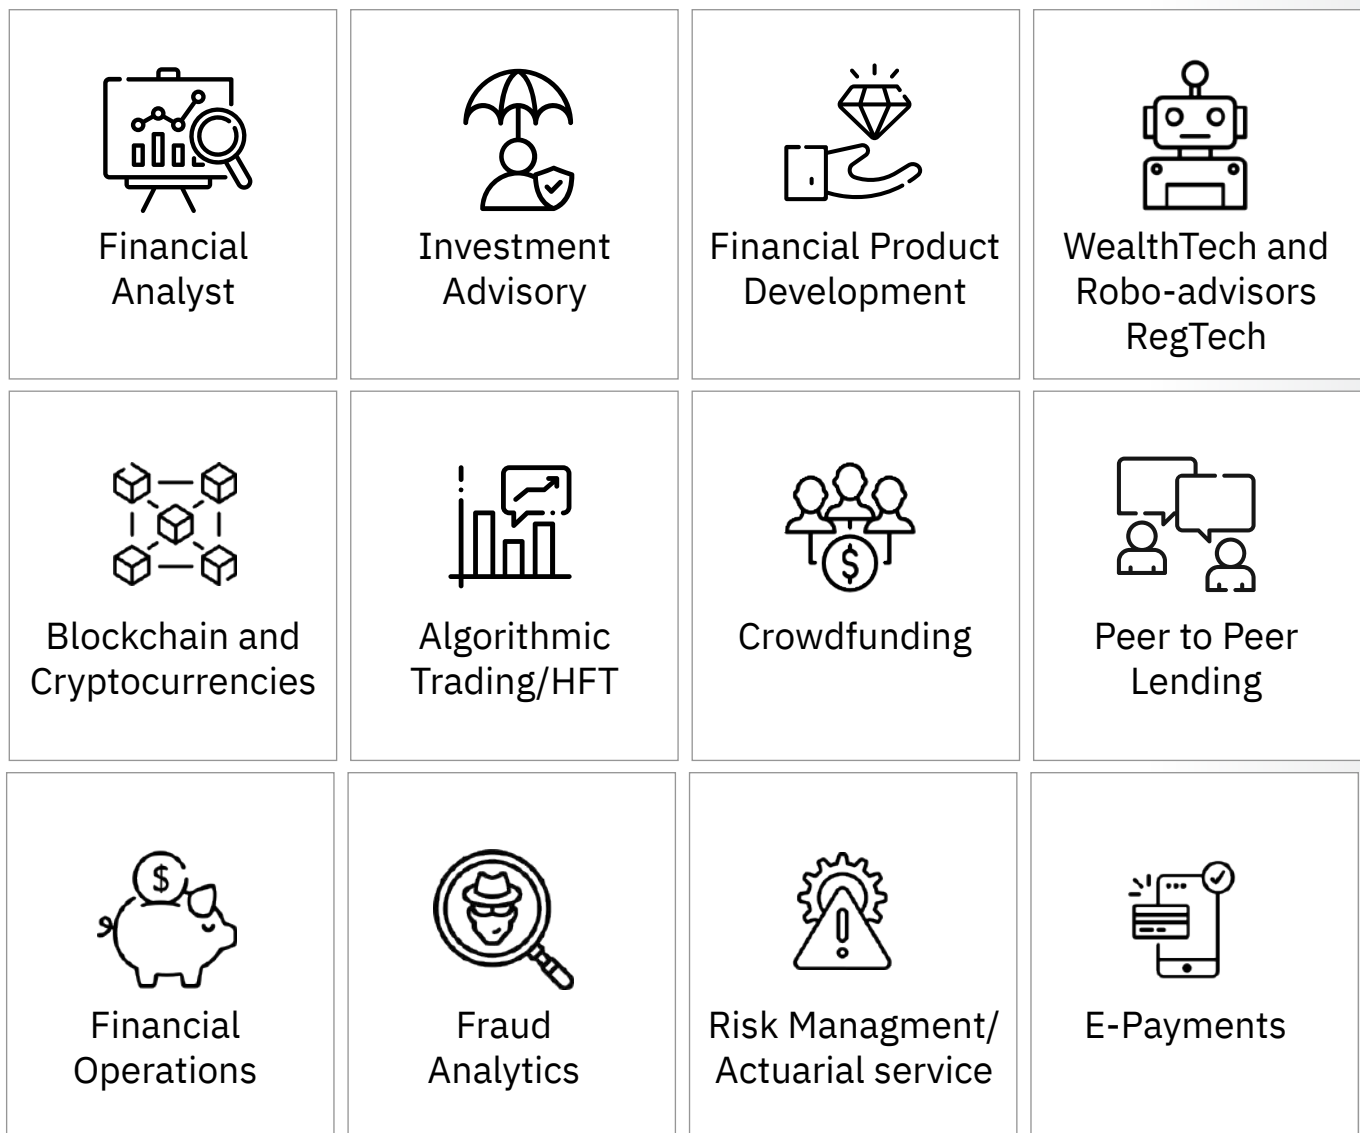 Financial
Analyst
Investment
Advisory
Financial Product
Development
WealthTech and
Robo-advisors
RegTech
Blockchain and
Cryptocurrencies
Algorithmic
Trading/HFT
Crowdfunding
$
Peer to Peer
Lending
$
Financial
Operations
Fraud
Analytics
Risk Managment/
Actuarial service
E-Payments